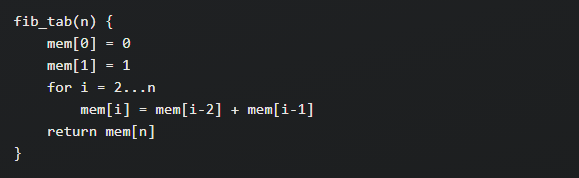 fib_tab(n) {
    mem[0] = 0
    mem[1] = 1
    for i = 2...n
        mem[i] = mem[i-2] + mem[i-1]
    return mem[n]
}